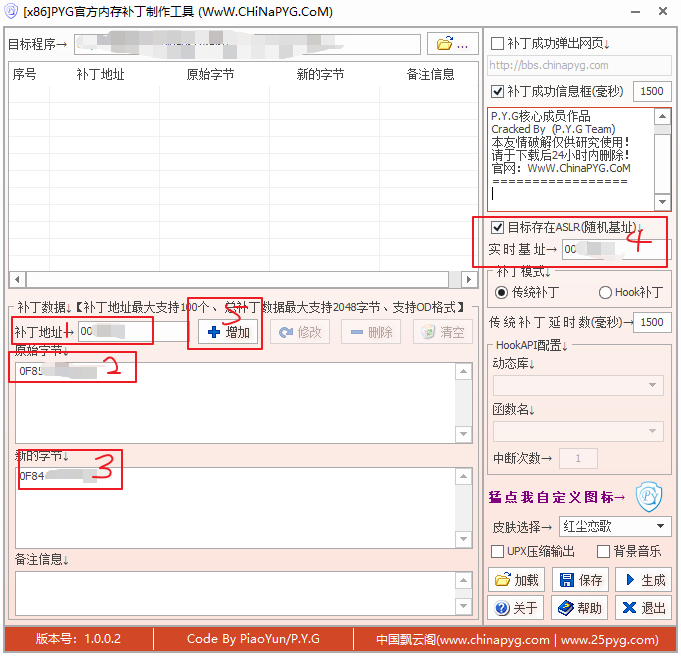 [x86]PYG官方内存补丁制作工具 (WwW.CHiNaPYG.CoM)
目标程序→
...
序号 补丁地址 原始字节 新的字节 备注信息
补丁数据↓【补丁地址最大支持100个、总补丁数据最大支持2048字节、支持OD格式】
补丁地址→ 00
1
增加 修改 删除 清空
5
原始字节↓
0F85
2
新的字节↓
0F84
3
备注信息↓
补丁成功弹出网页↓
http://bbs.chinapyg.com
补丁成功信息框(毫秒) 1500
P.Y.G核心成员作品
Cracked By (P.Y.G Team)
本友情破解仅供研究使用!
请于下载后24小时内删除!
官网: WwW.ChinaPYG.CoM
==================
目标存在ASLR(随机基址)↓
实时基址→ 00
4
补丁模式↓
传统补丁 Hook补丁
传统补丁延时数(毫秒)→ 1500
HookAPI配置↓
动态库↓
函数名↓
中断次数→ 1
猛点我自定义图标→
PY
皮肤选择→ 红尘恋歌
UPX压缩输出 背景音乐
加载 保存 生成
关于 帮助 退出
版本号: 1.0.0.2 Code By PiaoYun/P.Y.G 中国飘云阁(www.chinapyg.com | www.25pyg.com)